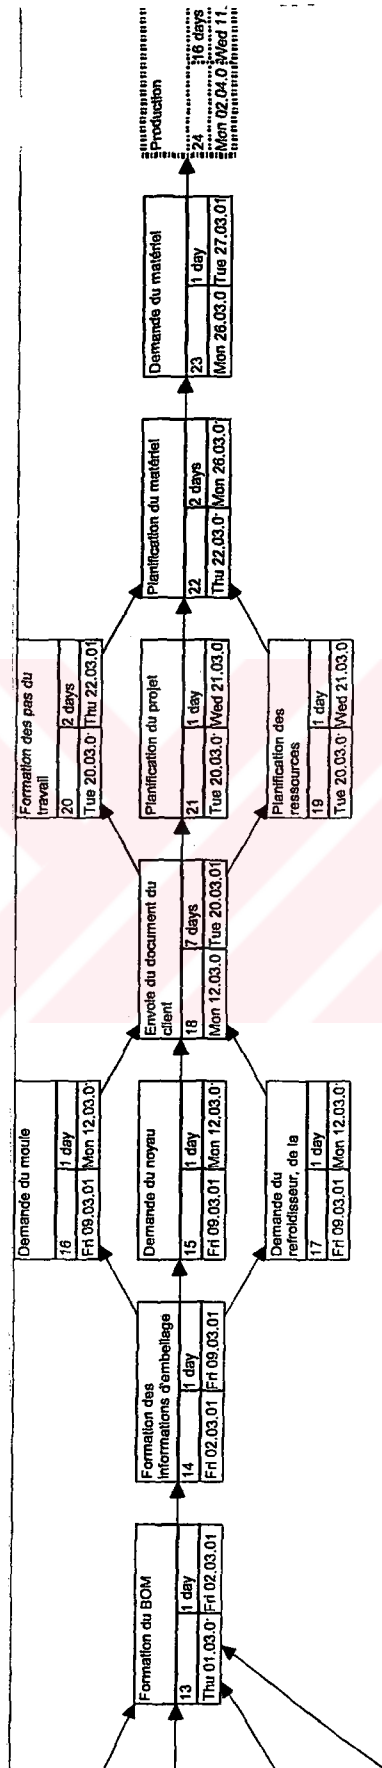 Formation du BOM
13 1 day
Thu 01.03.0 Fri 02.03.01
Formation des
informations d'embellage
14 1 day
Fri 02.03.01 Fri 09.03.01
Demande du moule
16 1 day
Fri 09.03.01 Mon 12.03.0
Demande du noyau
15 1 day
Fri 09.03.01 Mon 12.03.0
Demande du
refroidisseur, de la
17 1 day
Fri 09.03.01 Mon 12.03.0
Envoie du document du
client
18 7 days
Mon 12.03.0 Tue 20.03.01
Formation des pas du
travail
20 2 days
Tue 20.03.0 Thu 22.03.01
Planification du projet
21 1 day
Tue 20.03.0 Wed 21.03.0
Planification des
ressources
19 1 day
Tue 20.03.0 Wed 21.03.0
Planification du matériel
22 2 days
Thu 22.03.0 Mon 26.03.0
Demande du matériel
23 1 day
Mon 26.03.0 Tue 27.03.01
Production
24 16 days
Mon 02.04.0 Wed 11.